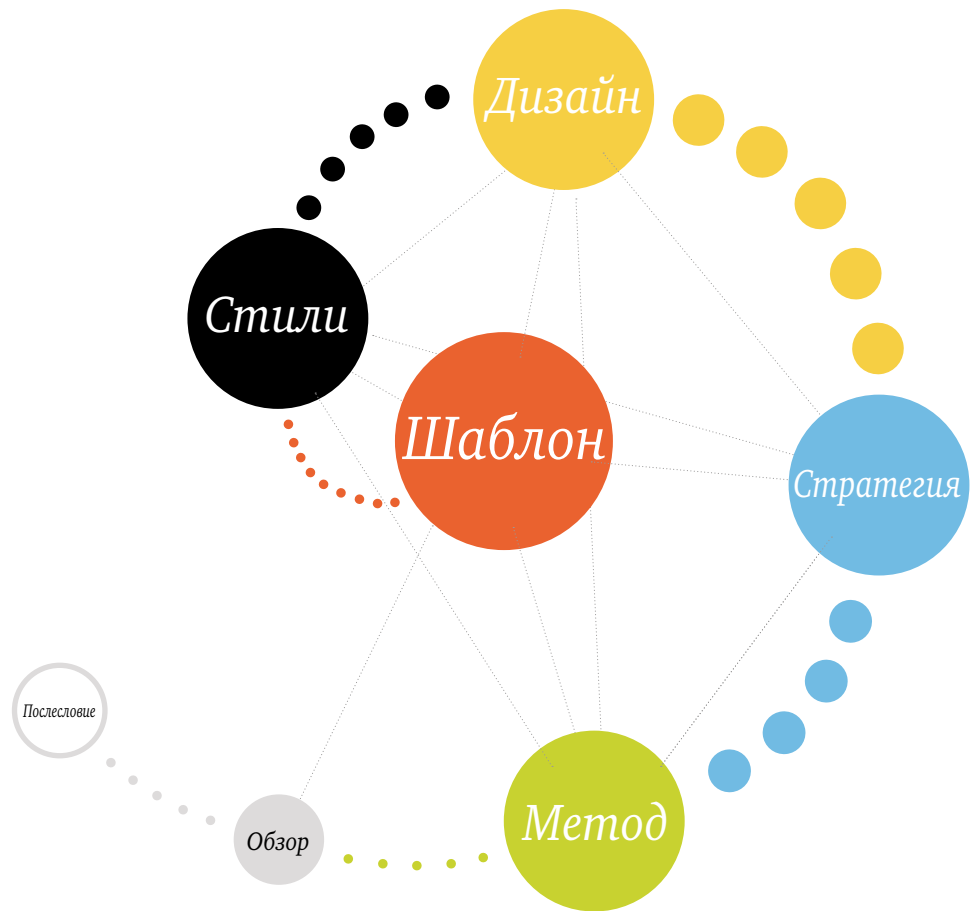 Дизайн
Стили
Шаблон
Стратегия
Послесловие
Обзор
Метод